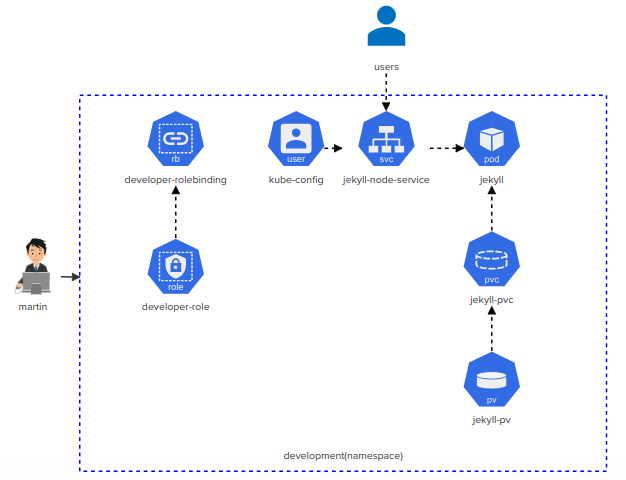 users
rb
user
svc
pod
developer-rolebinding
kube-config
jekyll-node-service
jekyll
role
pvc
martin
developer-role
jekyll-pvc
pv
jekyll-pv
development(namespace)